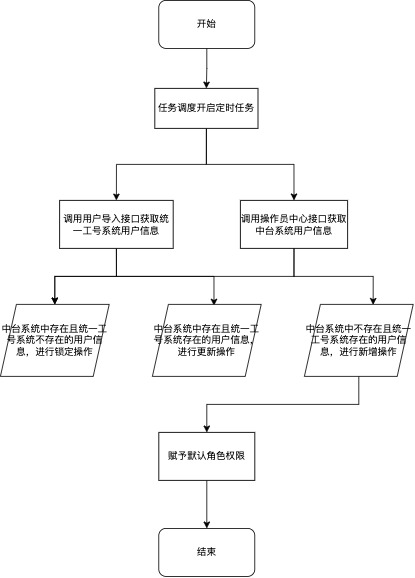 开始
任务调度开启定时任务
调用用户导入接口获取统
一工号系统用户信息
调用操作员中心接口获取
中台系统用户信息
中台系统中存在且统一工
号系统不存在的用户信
息，进行锁定操作
中台系统中存在且统一工
号系统存在的用户信息，
进行更新操作
中台系统中不存在且统一
工号系统存在的用户信
息，进行新增操作
赋予默认角色权限
结束